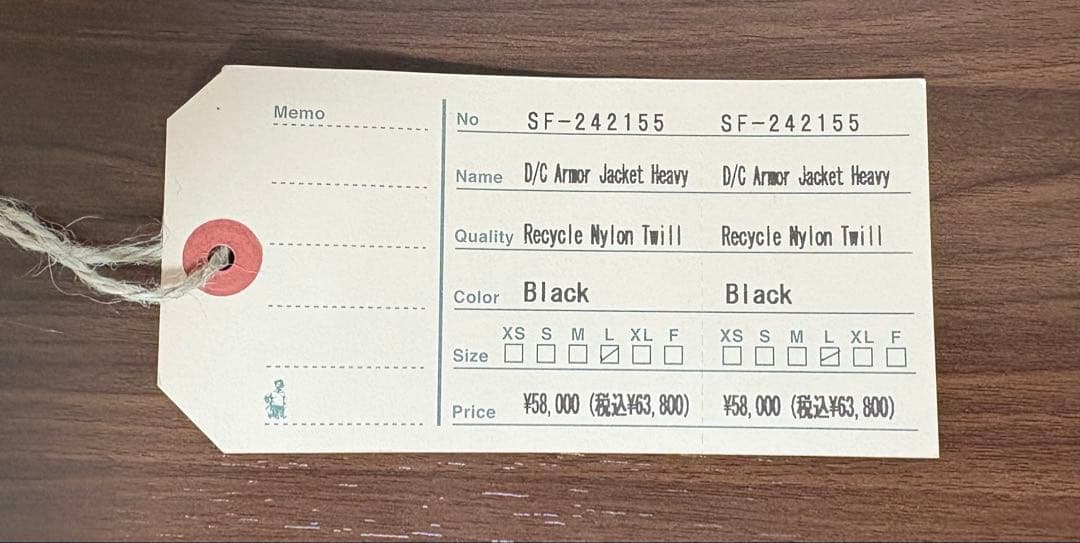 Memo
No SF-242155 SF-242155
Name D/C Armor Jacket Heavy D/C Armor Jacket Heavy
Quality Recycle Nylon Twill Recycle Nylon Twill
Color Black Black
XS S M L XL F XS S M L XL F
Size
Price ¥58,000 (税込¥63,800) ¥58,000 (税込¥63,800)